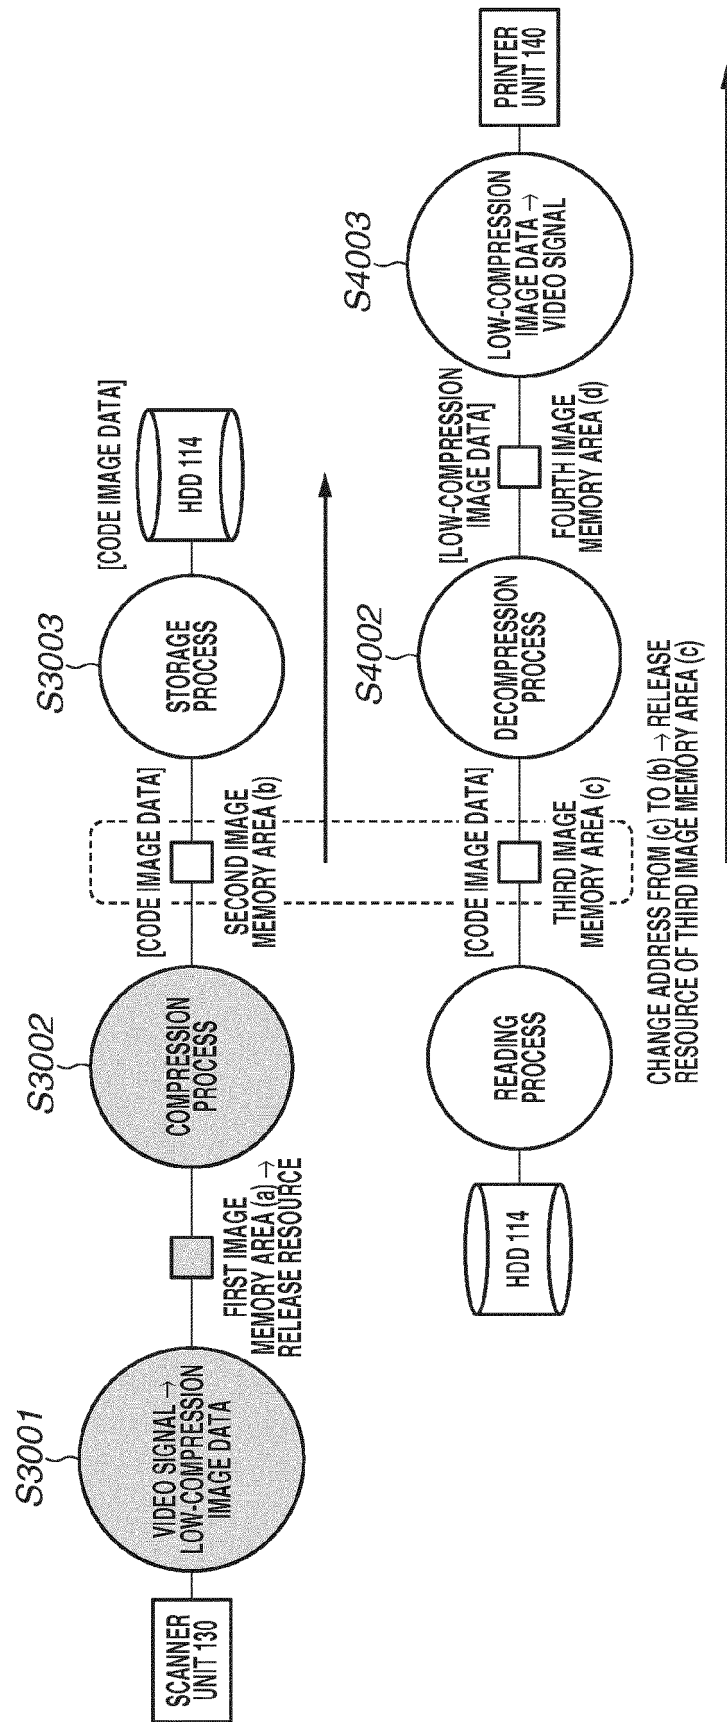 SCANNER
UNIT 130
S3001
VIDEO SIGNAL →
LOW-COMPRESSION
IMAGE DATA
FIRST IMAGE
MEMORY AREA (a) →
RELEASE RESOURCE
S3002
COMPRESSION
PROCESS
[CODE IMAGE DATA]
SECOND IMAGE
MEMORY AREA (b)
S3003
STORAGE
PROCESS
[CODE IMAGE DATA]
HDD 114
HDD 114
READING
PROCESS
[CODE IMAGE DATA]
THIRD IMAGE
MEMORY AREA (c)
CHANGE ADDRESS FROM (c) TO (b) → RELEASE
RESOURCE OF THIRD IMAGE MEMORY AREA (c)
S4002
DECOMPRESSION
PROCESS
[LOW-COMPRESSION
IMAGE DATA]
FOURTH IMAGE
MEMORY AREA (d)
S4003
LOW-COMPRESSION
IMAGE DATA →
VIDEO SIGNAL
PRINTER
UNIT 140